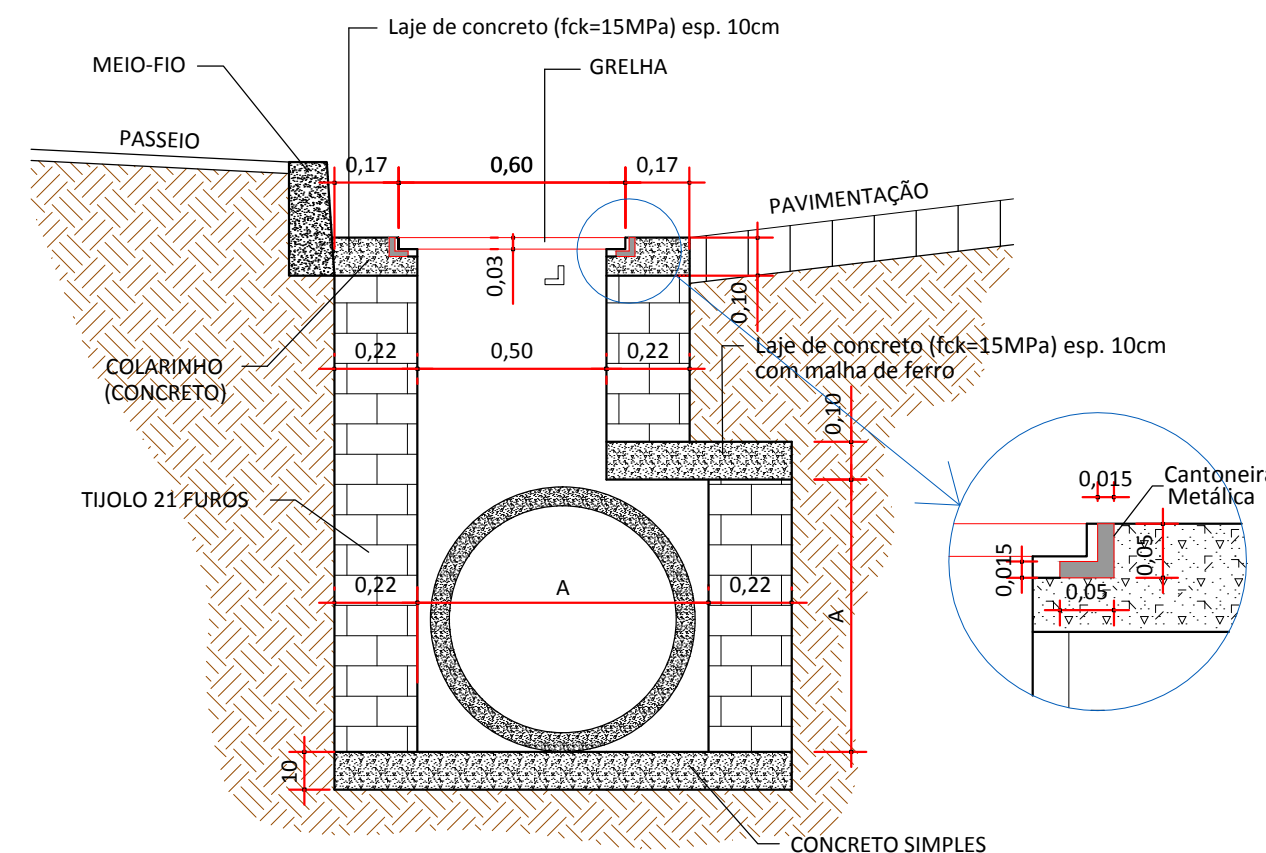 Laje de concreto (fck=15MPa) esp. 10cm
MEIO-FIO
GRELHA
PASSEIO
0,17
0,60
0,17
PAVIMENTAÇÃO
0,03
0,10
COLARINHO
(CONCRETO)
0,22
0,50
0,22
Laje de concreto (fck=15MPa) esp. 10cm
com malha de ferro
0,10
TIJOLO 21 FUROS
0,22
A
0,22
A
0,015
Cantoneira
Metálica
0,015
0,05
0,05
10
CONCRETO SIMPLES